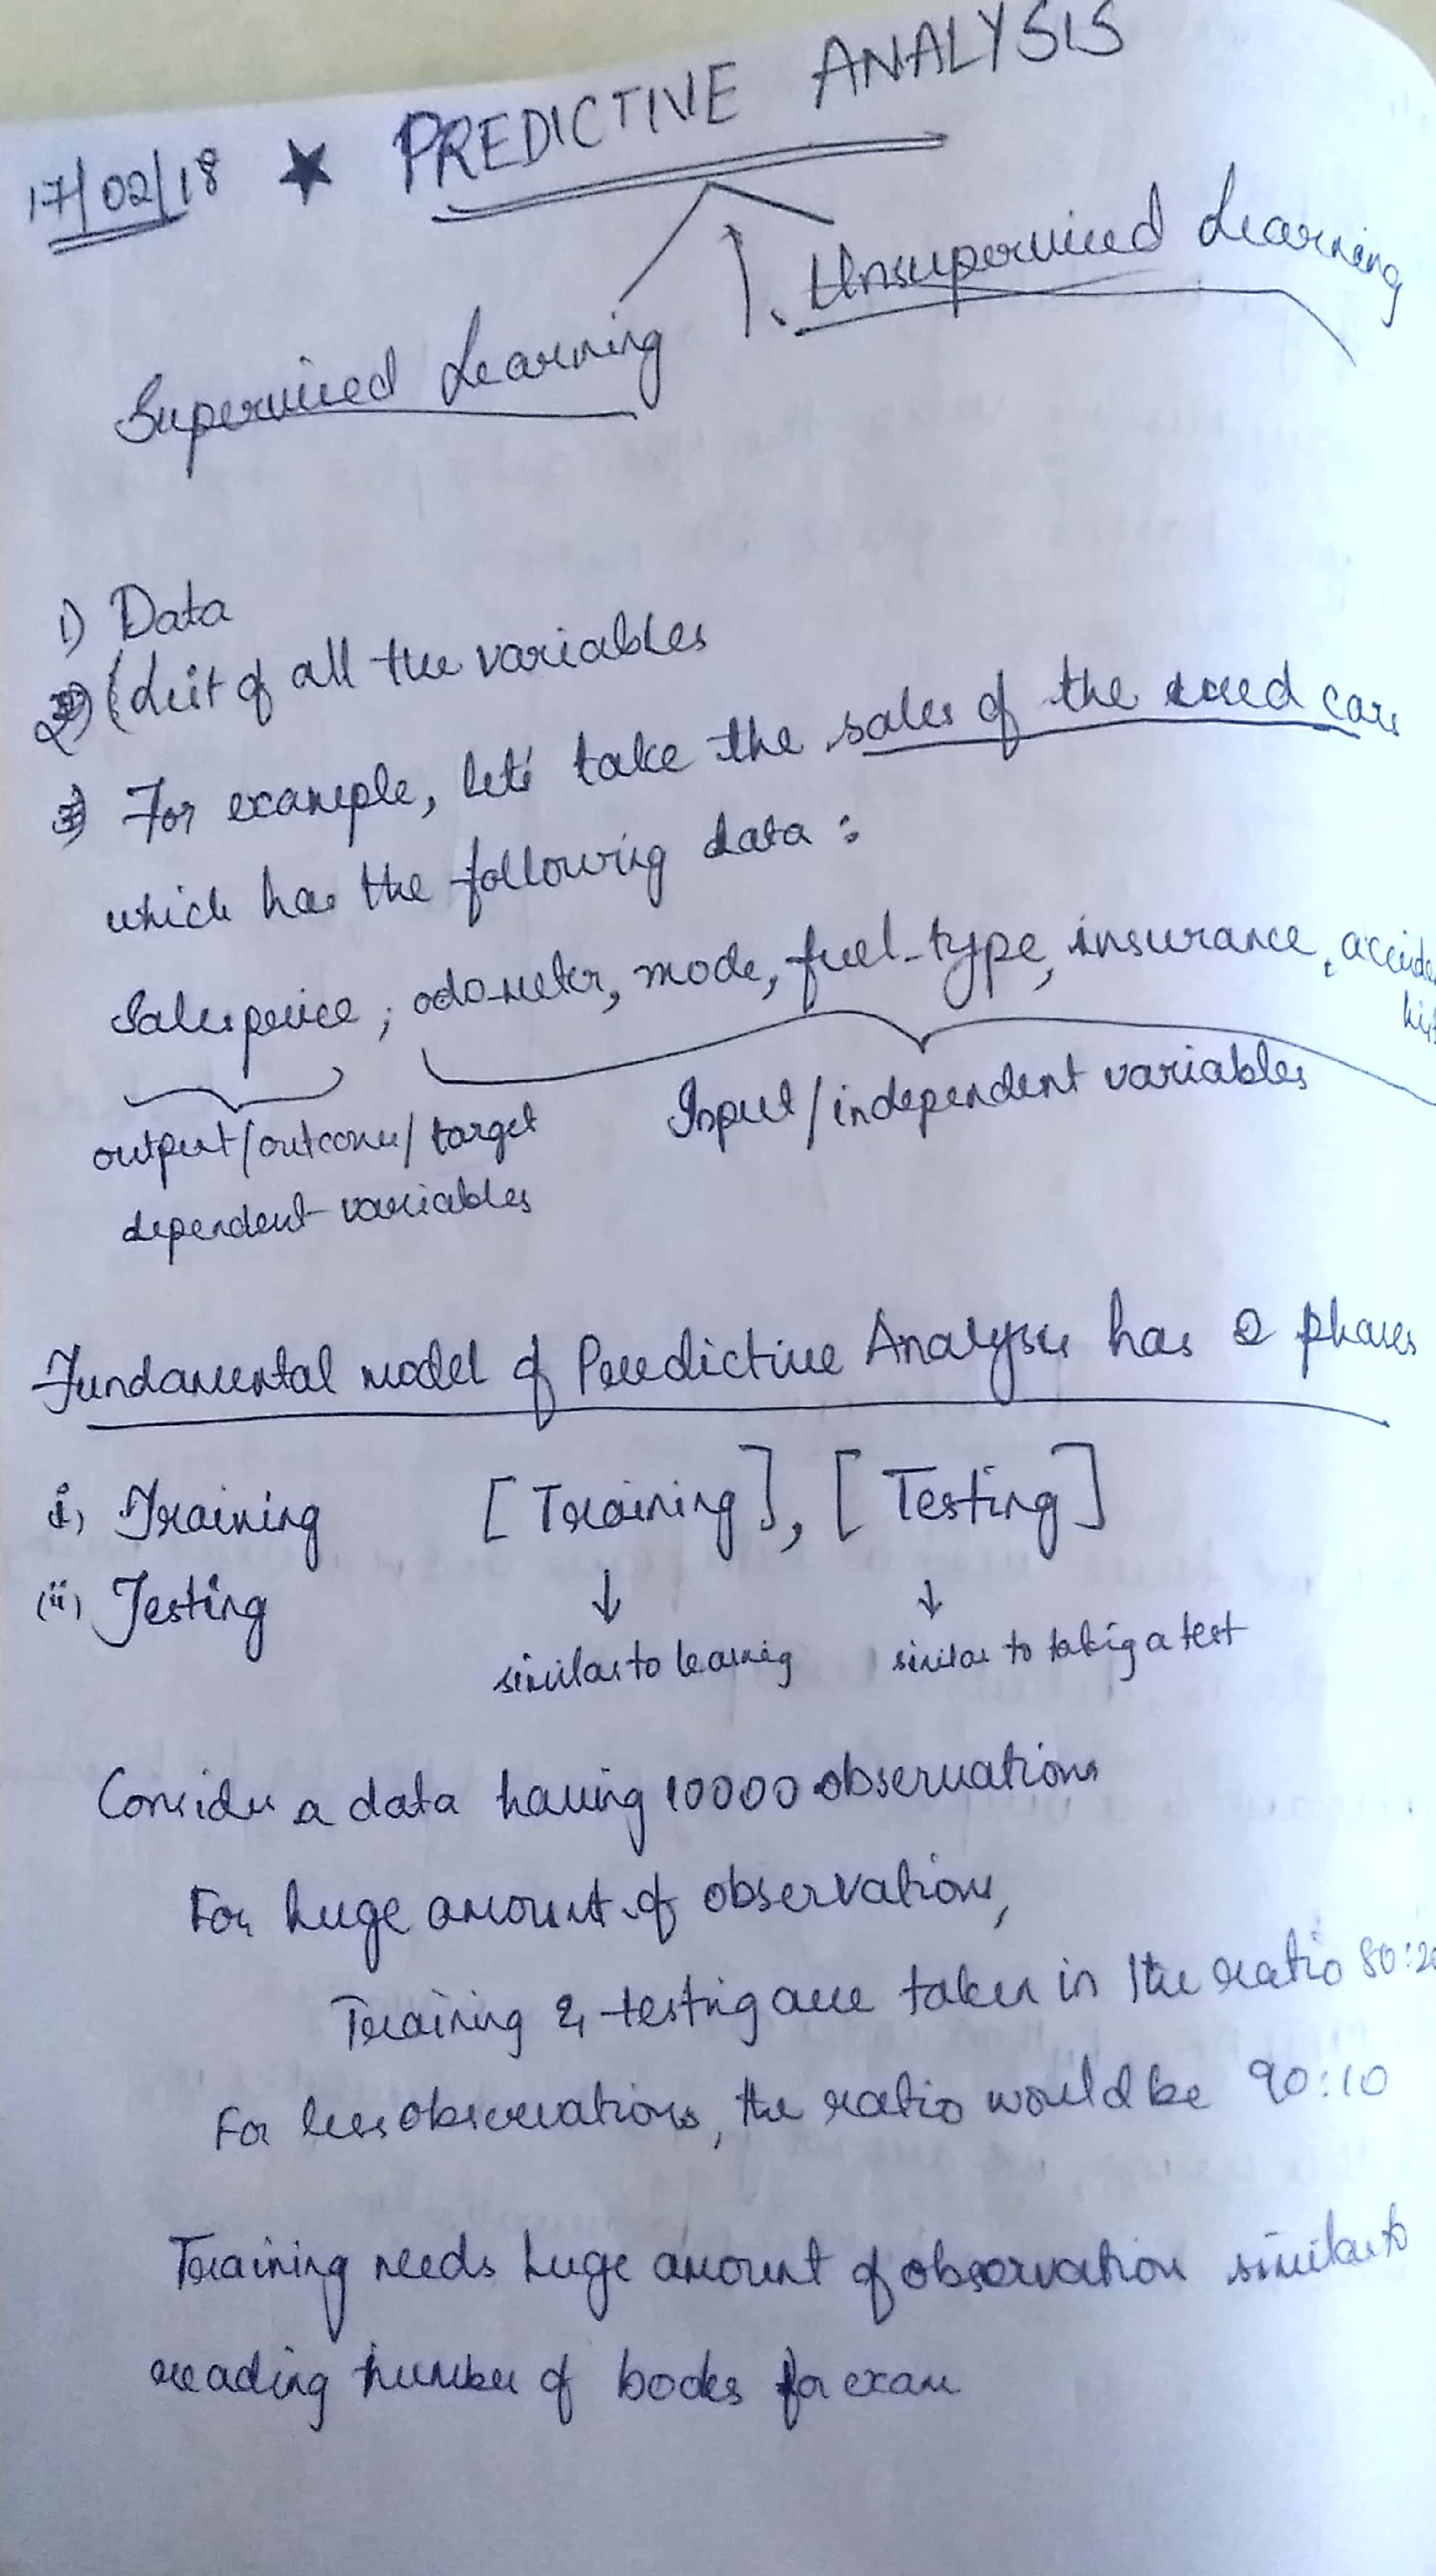 17/02/18 ★ PREDICTIVE ANALYSIS
Supervised Learning
Unsupervised Learning
1) Data
2) (List of all the variables
3) For example, let's take the sales of the used cars
which has the following data :
Salesprice ; odo-meter, mode, fuel-type, insurance,
output/outcome/target
Input/independent variables
dependent variables
Fundamental model of Predictive Analysis has 2 phases
i) Training [Training], [Testing]
(ii) Testing ↓ ↓
similar to learning similar to taking a test
Consider a data having 10000 observations
For huge amount of observations,
Training & testing are taken in the ratio 80:20
For less observations, the ratio would be 90:10
Training needs huge amount of observation similar to
reading number of books for exam